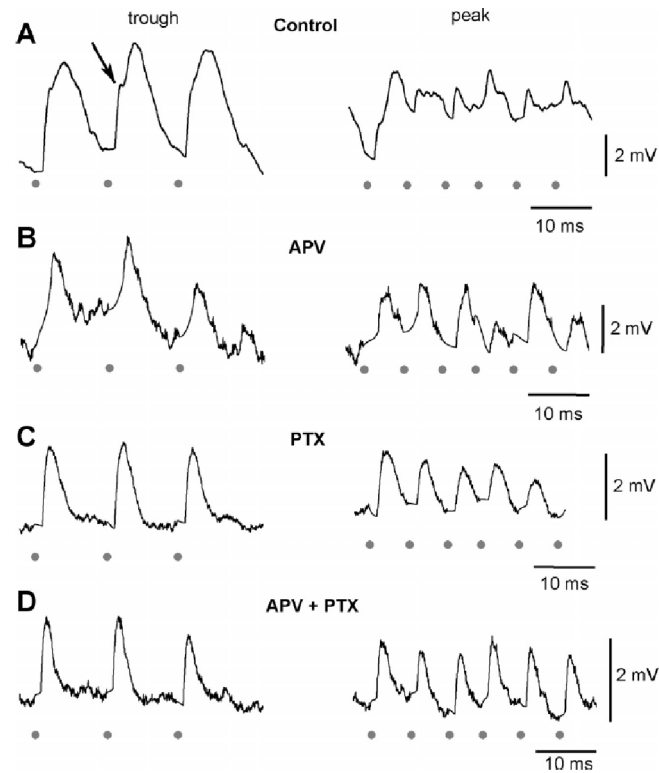 A
trough
Control
peak
2 mV
10 ms
B
APV
2 mV
10 ms
C
PTX
2 mV
10 ms
D
APV + PTX
2 mV
10 ms